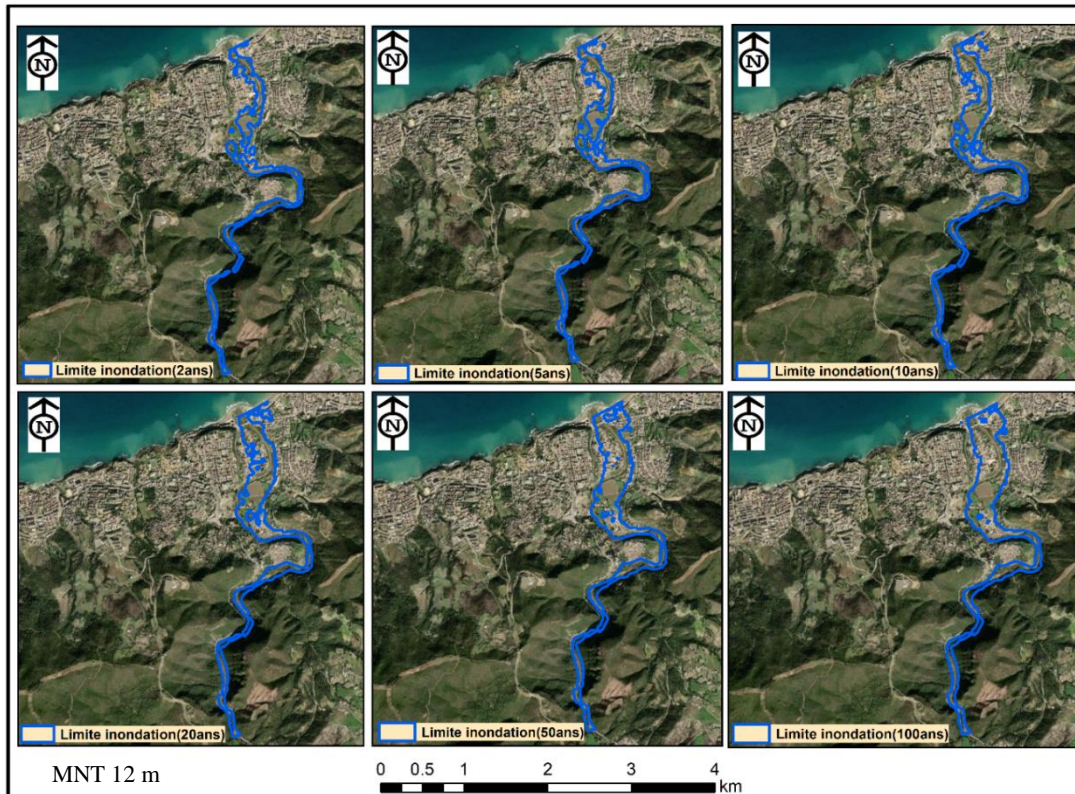 N
N
N
Limite inondation(2ans)
Limite inondation(5ans)
Limite inondation(10ans)
N
N
N
Limite inondation(20ans)
Limite inondation(50ans)
Limite inondation(100ans)
MNT 12 m
0 0.5 1 2 3 4
km